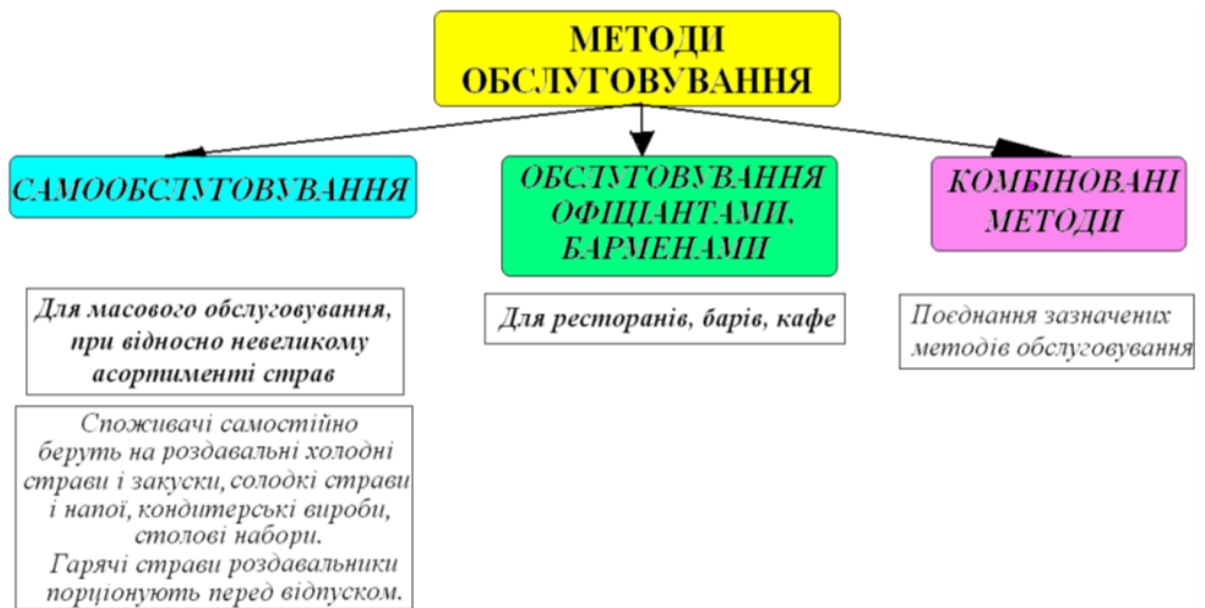 МЕТОДИ
ОБСЛУГОВУВАННЯ
САМООБСЛУГОВУВАННЯ
ОБСЛУГОВУВАННЯ
ОФІЦІАНТАМИ,
БАРМЕНАМИ
КОМБІНОВАНІ
МЕТОДИ
Для масового обслуговування,
при відносно невеликому
асортименті страв
Для ресторанів, барів, кафе
Поєднання зазначених
методів обслуговування
Споживачі самостійно
беруть на роздавальні холодні
страви і закуски, солодкі страви
і напої, кондитерські вироби,
столові набори.
Гарячі страви роздавальники
порціонують перед відпуском.